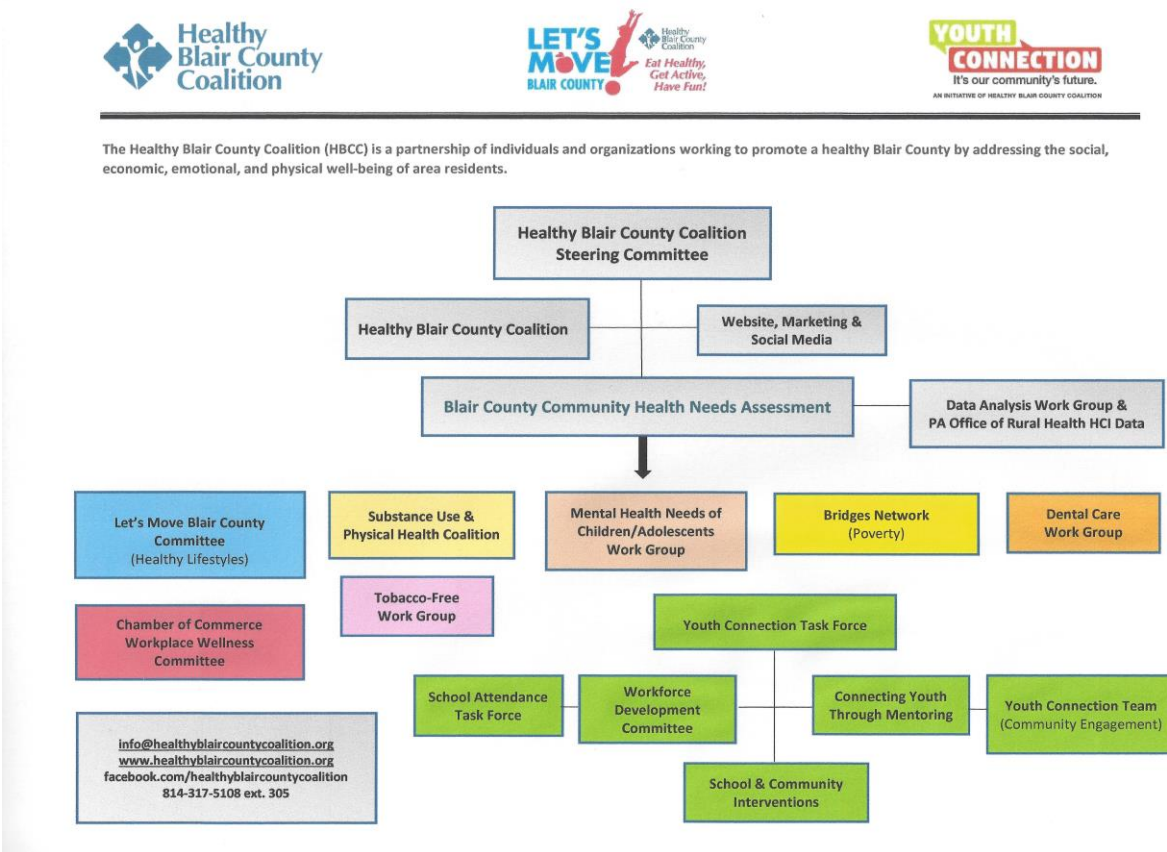 Healthy
Blair County
Coalition
LET'S
MOVE!
BLAIR COUNTY
Healthy
Blair County
Coalition
Eat Healthy,
Get Active,
Have Fun!
YOUTH
CONNECTION
It's our community's future.
AN INITIATIVE OF HEALTHY BLAIR COUNTY COALITION
The Healthy Blair County Coalition (HBCC) is a partnership of individuals and organizations working to promote a healthy Blair County by addressing the social,
economic, emotional, and physical well-being of area residents.
Healthy Blair County Coalition
Steering Committee
Healthy Blair County Coalition
Website, Marketing &
Social Media
Blair County Community Health Needs Assessment
Data Analysis Work Group &
PA Office of Rural Health HCI Data
Let's Move Blair County
Committee
(Healthy Lifestyles)
Substance Use &
Physical Health Coalition
Mental Health Needs of
Children/Adolescents
Work Group
Bridges Network
(Poverty)
Dental Care
Work Group
Tobacco-Free
Work Group
Chamber of Commerce
Workplace Wellness
Committee
Youth Connection Task Force
School Attendance
Task Force
Workforce
Development
Committee
Connecting Youth
Through Mentoring
Youth Connection Team
(Community Engagement)
School & Community
Interventions
info@healthyblaircountycoalition.org
www.healthyblaircountycoalition.org
facebook.com/healthyblaircountycoalition
814-317-5108 ext. 305